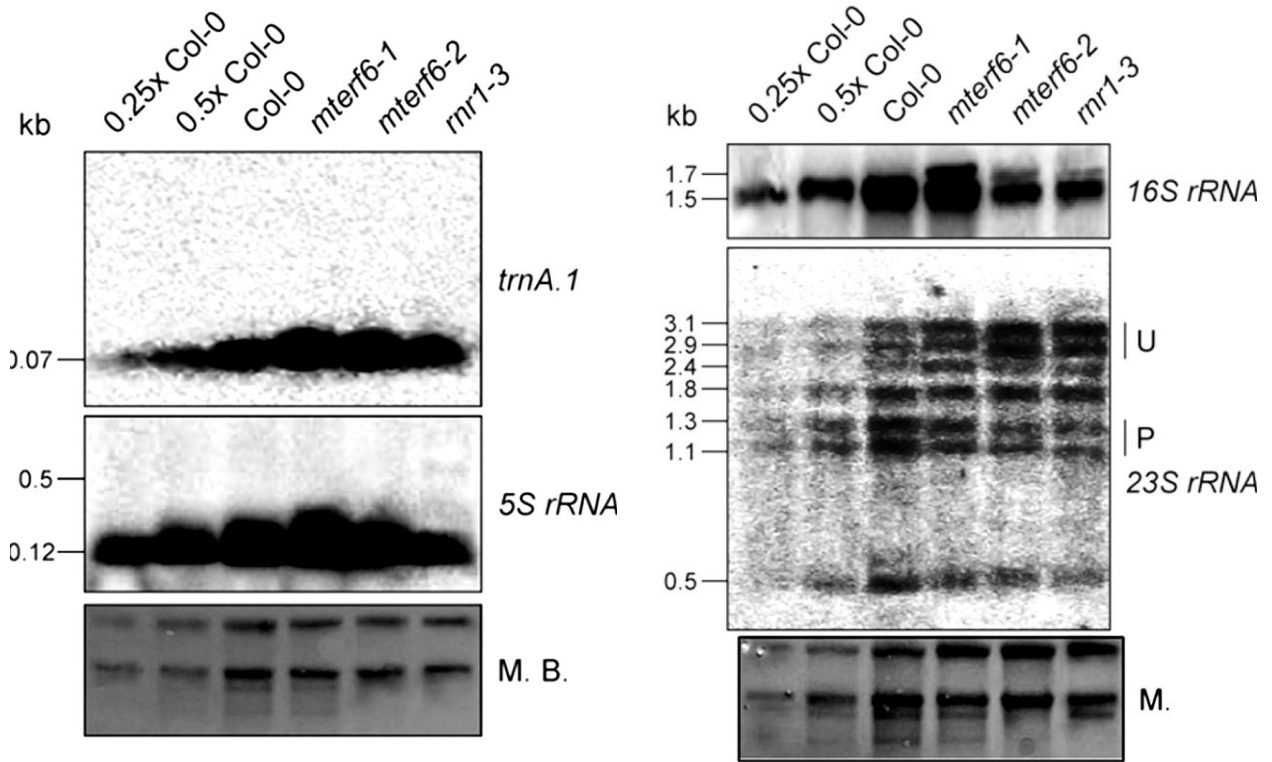 kb
0.25x Col-0
0.5x Col-0
Col-0
mterf6-1
mterf6-2
rnr1-3
0.07
trnA.1
0.5
0.12
5S rRNA
M. B.
kb
0.25x Col-0
0.5x Col-0
Col-0
mterf6-1
mterf6-2
rnr1-3
1.7
1.5
16S rRNA
3.1
2.9
2.4
1.8
1.3
1.1
0.5
U
P
23S rRNA
M.